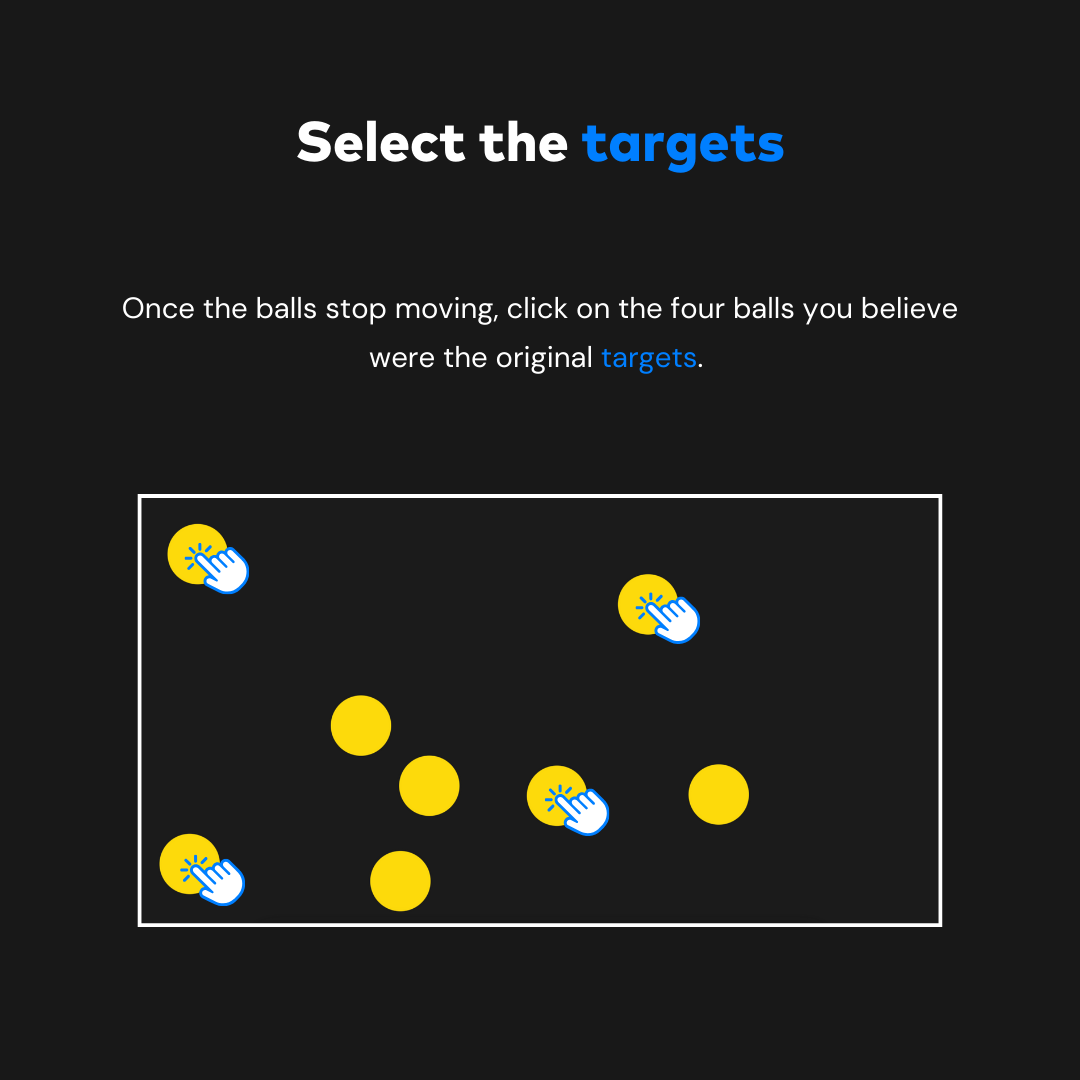 Select the targets
Once the balls stop moving, click on the four balls you believe
were the original targets.